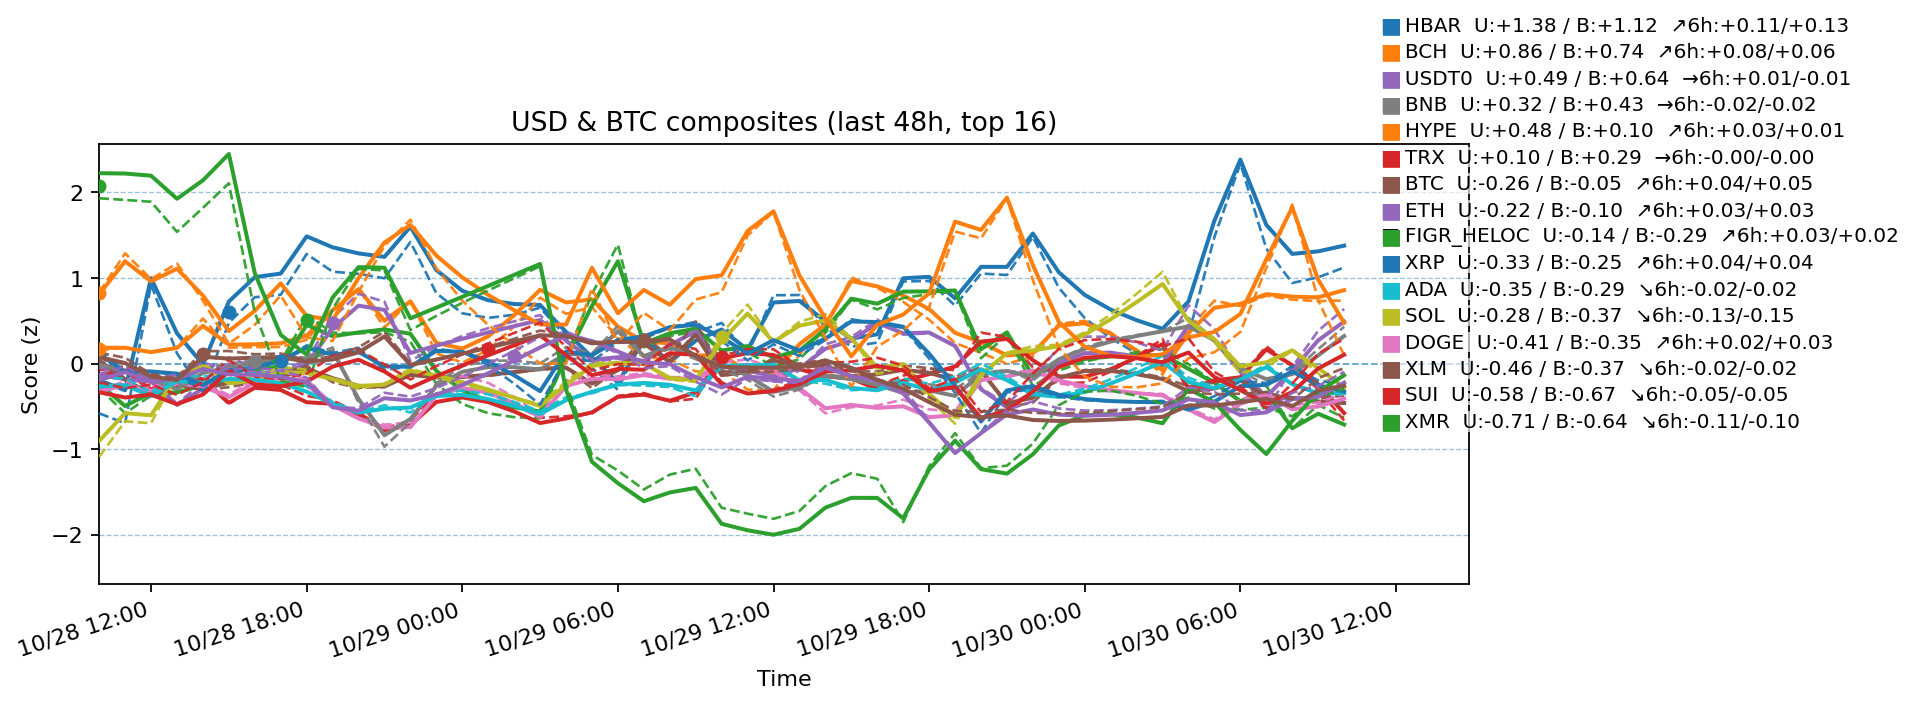 HBAR U:+1.38 / B:+1.12 ↗6h:+0.11/+0.13
BCH U:+0.86 / B:+0.74 ↗6h:+0.08/+0.06
USDT0 U:+0.49 / B:+0.64 →6h:+0.01/-0.01
BNB U:+0.32 / B:+0.43 →6h:-0.02/-0.02
HYPE U:+0.48 / B:+0.10 ↗6h:+0.03/+0.01
TRX U:+0.10 / B:+0.29 →6h:-0.00/-0.00
BTC U:-0.26 / B:-0.05 ↗6h:+0.04/+0.05
ETH U:-0.22 / B:-0.10 ↗6h:+0.03/+0.03
FIGR_HELOC U:-0.14 / B:-0.29 ↗6h:+0.03/+0.02
XRP U:-0.33 / B:-0.25 ↗6h:+0.04/+0.04
ADA U:-0.35 / B:-0.29 ↘6h:-0.02/-0.02
SOL U:-0.28 / B:-0.37 ↘6h:-0.13/-0.15
DOGE U:-0.41 / B:-0.35 ↗6h:+0.02/+0.03
XLM U:-0.46 / B:-0.37 ↘6h:-0.02/-0.02
SUI U:-0.58 / B:-0.67 ↘6h:-0.05/-0.05
XMR U:-0.71 / B:-0.64 ↘6h:-0.11/-0.10
USD & BTC composites (last 48h, top 16)
Score (z)
2
1
0
−1
−2
10/28 12:00
10/28 18:00
10/29 00:00
10/29 06:00
10/29 12:00
10/29 18:00
10/30 00:00
10/30 06:00
10/30 12:00
Time